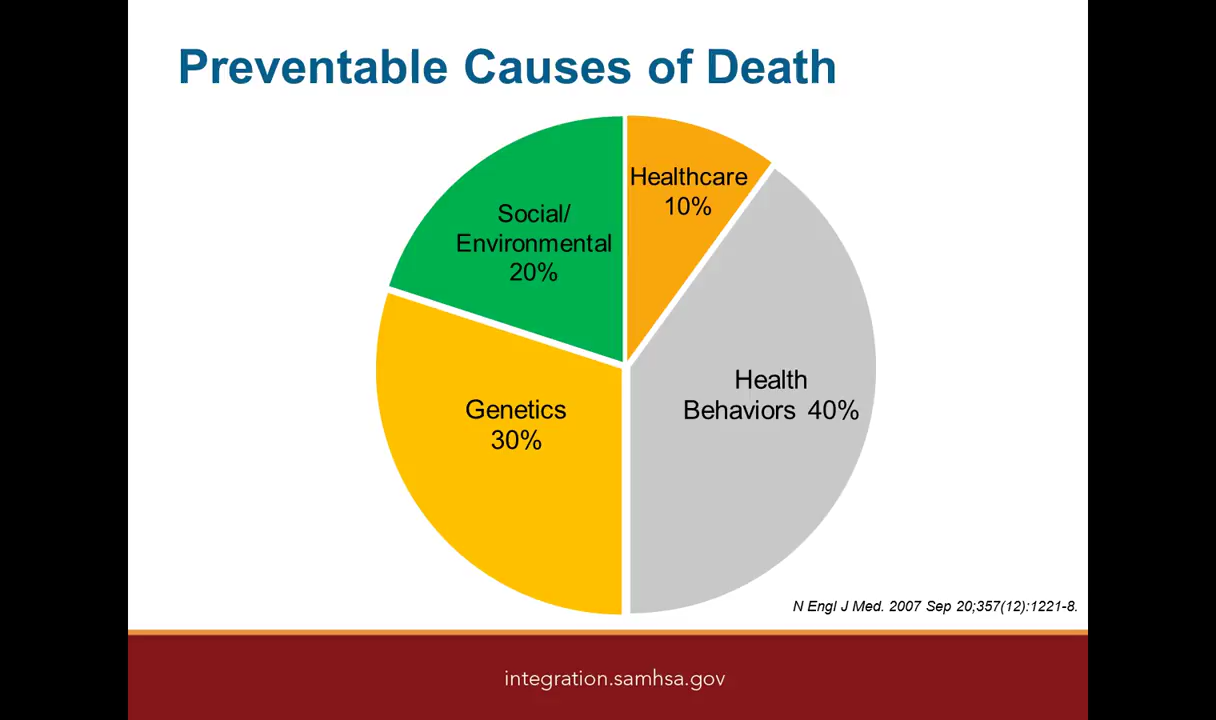 Preventable Causes of Death
Healthcare
10%
Social/
Environmental
20%
Health
Behaviors 40%
Genetics
30%
N Engl J Med. 2007 Sep 20;357(12):1221-8.
integration.samhsa.gov